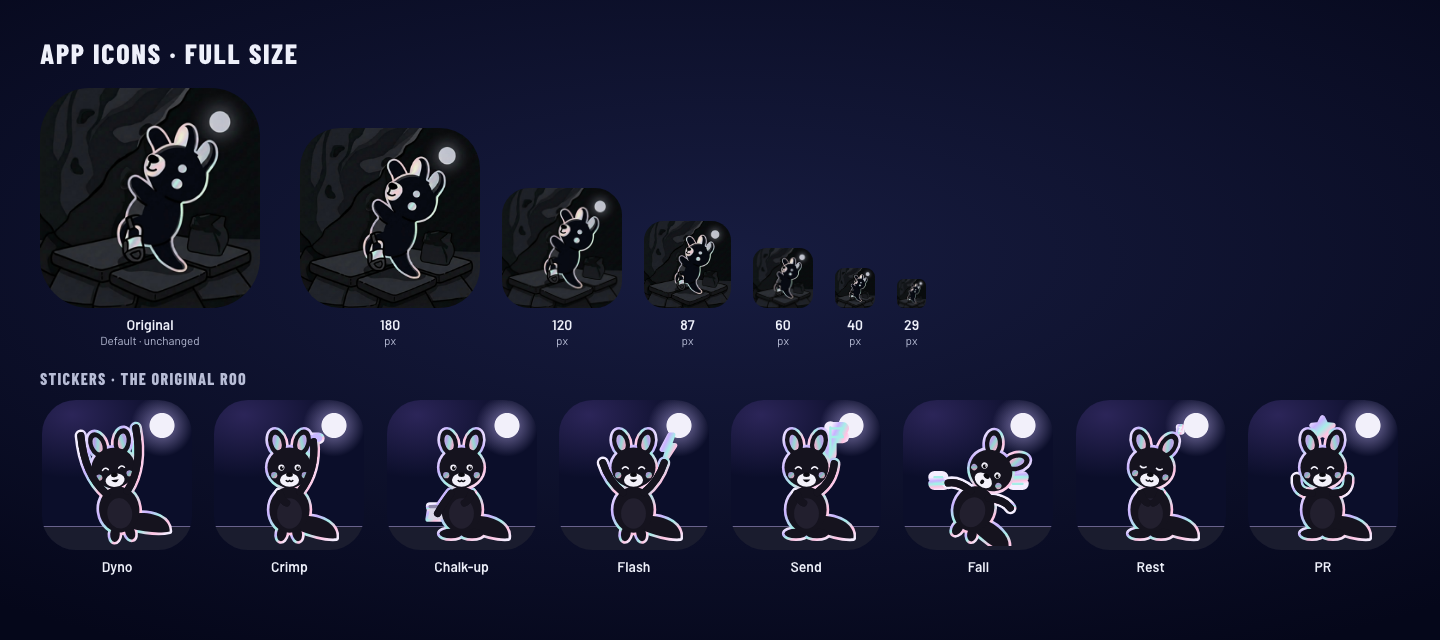 APP ICONS · FULL SIZE
Original
Default · unchanged
180
px
120
px
87
px
60
px
40
px
29
px
STICKERS · THE ORIGINAL ROO
Dyno
Crimp
Chalk-up
Flash
Send
Fall
Rest
PR